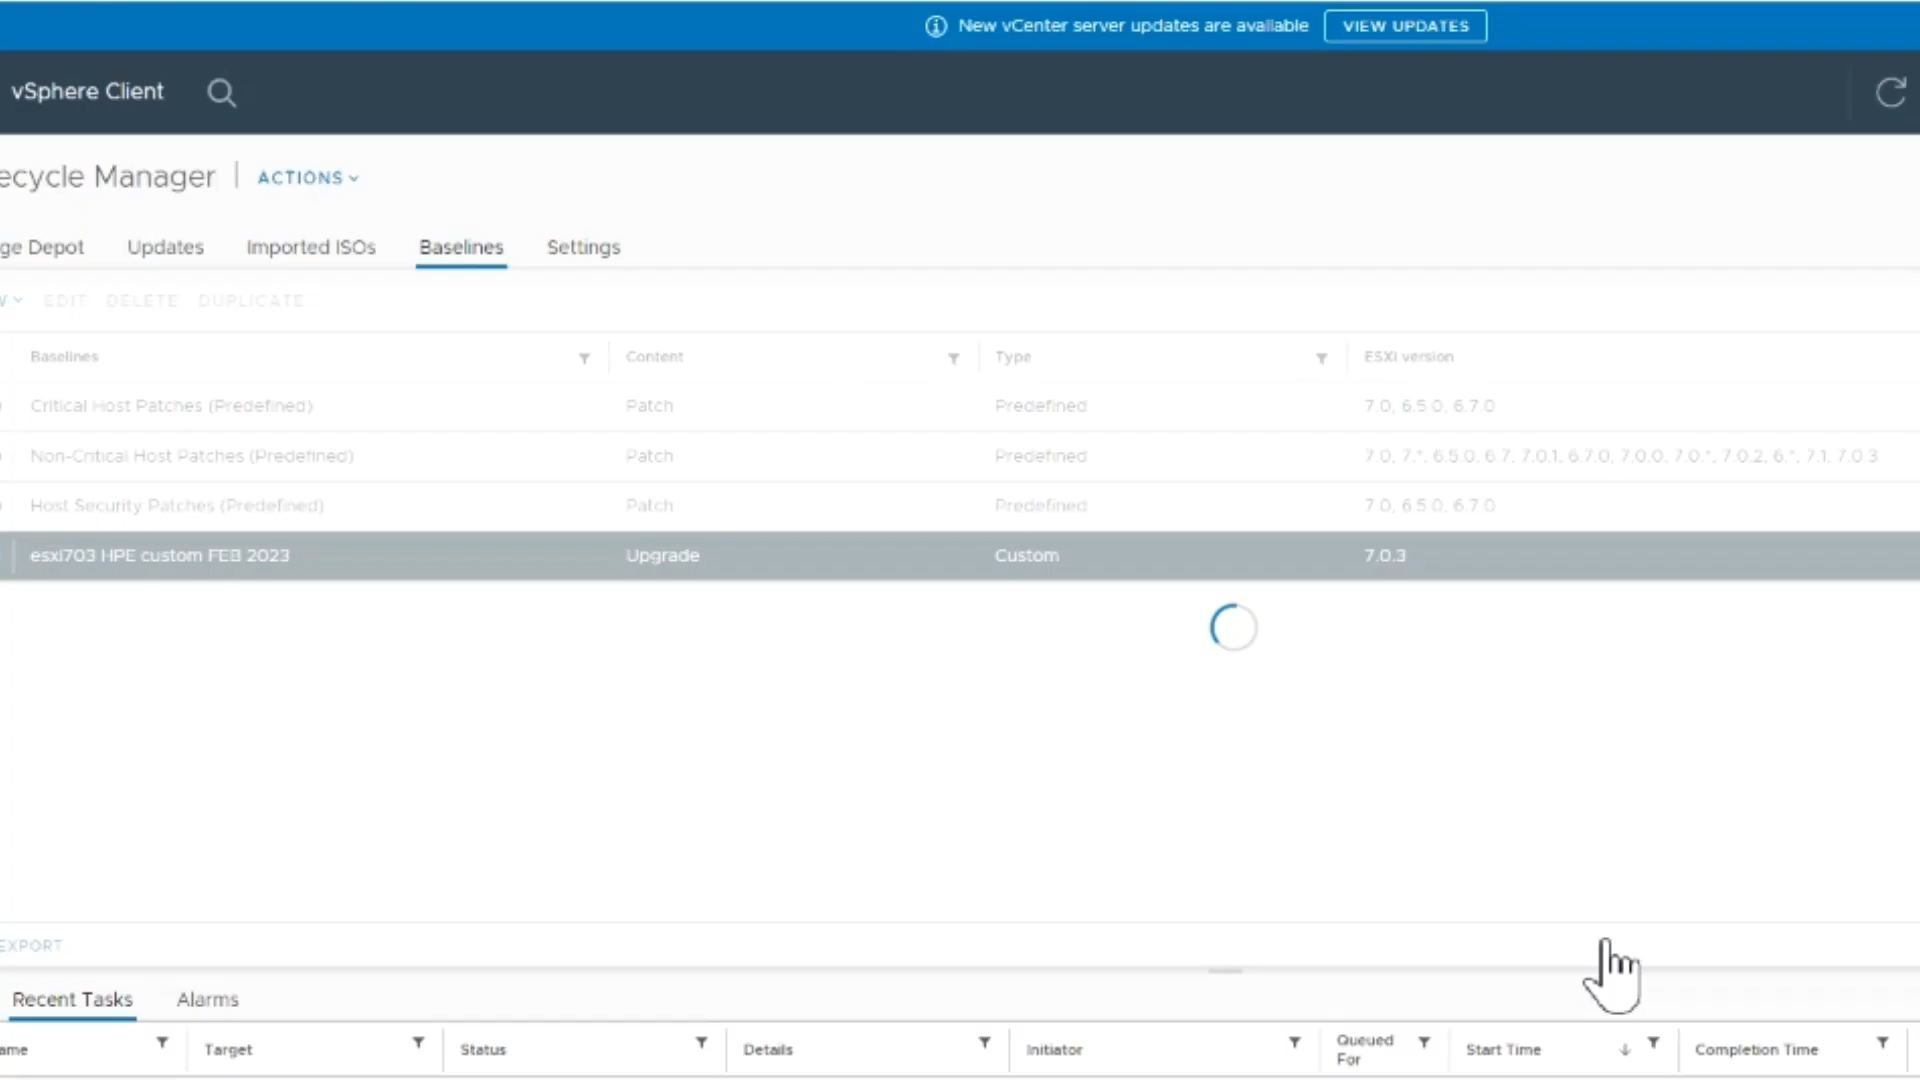 New vCenter server updates are available VIEW UPDATES
vSphere Client
ecycle Manager ACTIONS
ge Depot Updates Imported ISOs Baselines Settings
EDIT DELETE DUPLICATE
Baselines Content Type ESXi version
Critical Host Patches (Predefined) Patch Predefined 7.0, 6.5.0, 6.7.0
Non-Critical Host Patches (Predefined) Patch Predefined 7.0, 7.*, 6.5.0, 6.7, 7.0.1, 6.7.0, 7.0.0, 7.0.*, 7.0.2, 6.*, 7.1, 7.0.3
Host Security Patches (Predefined) Patch Predefined 7.0, 6.5.0, 6.7.0
esxi703 HPE custom FEB 2023 Upgrade Custom 7.0.3
EXPORT
Recent Tasks Alarms
ame Target Status Details Initiator Queued For Start Time Completion Time